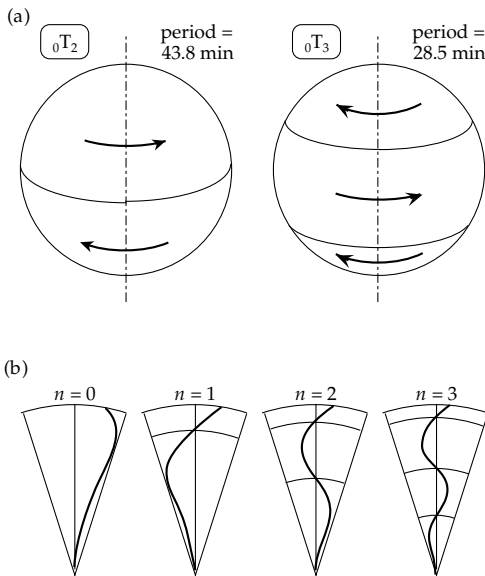 (a)
₀T₂
period =
43.8 min
₀T₃
period =
28.5 min
(b)
n = 0
n = 1
n = 2
n = 3